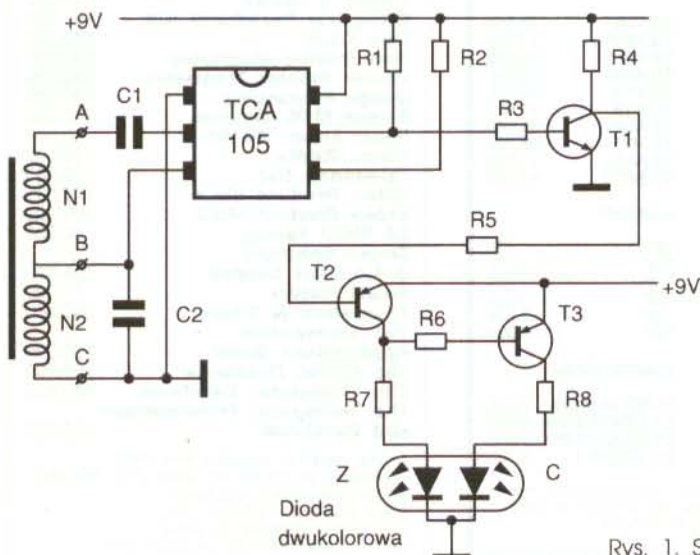 +9V
R1
R2
R4
A
C1
TCA
105
R3
T1
N1
B
R5
T2
+9V
N2
C2
R6
T3
C
R7
R8
Z
C
Dioda
dwukolorowa
Rys. 1. S